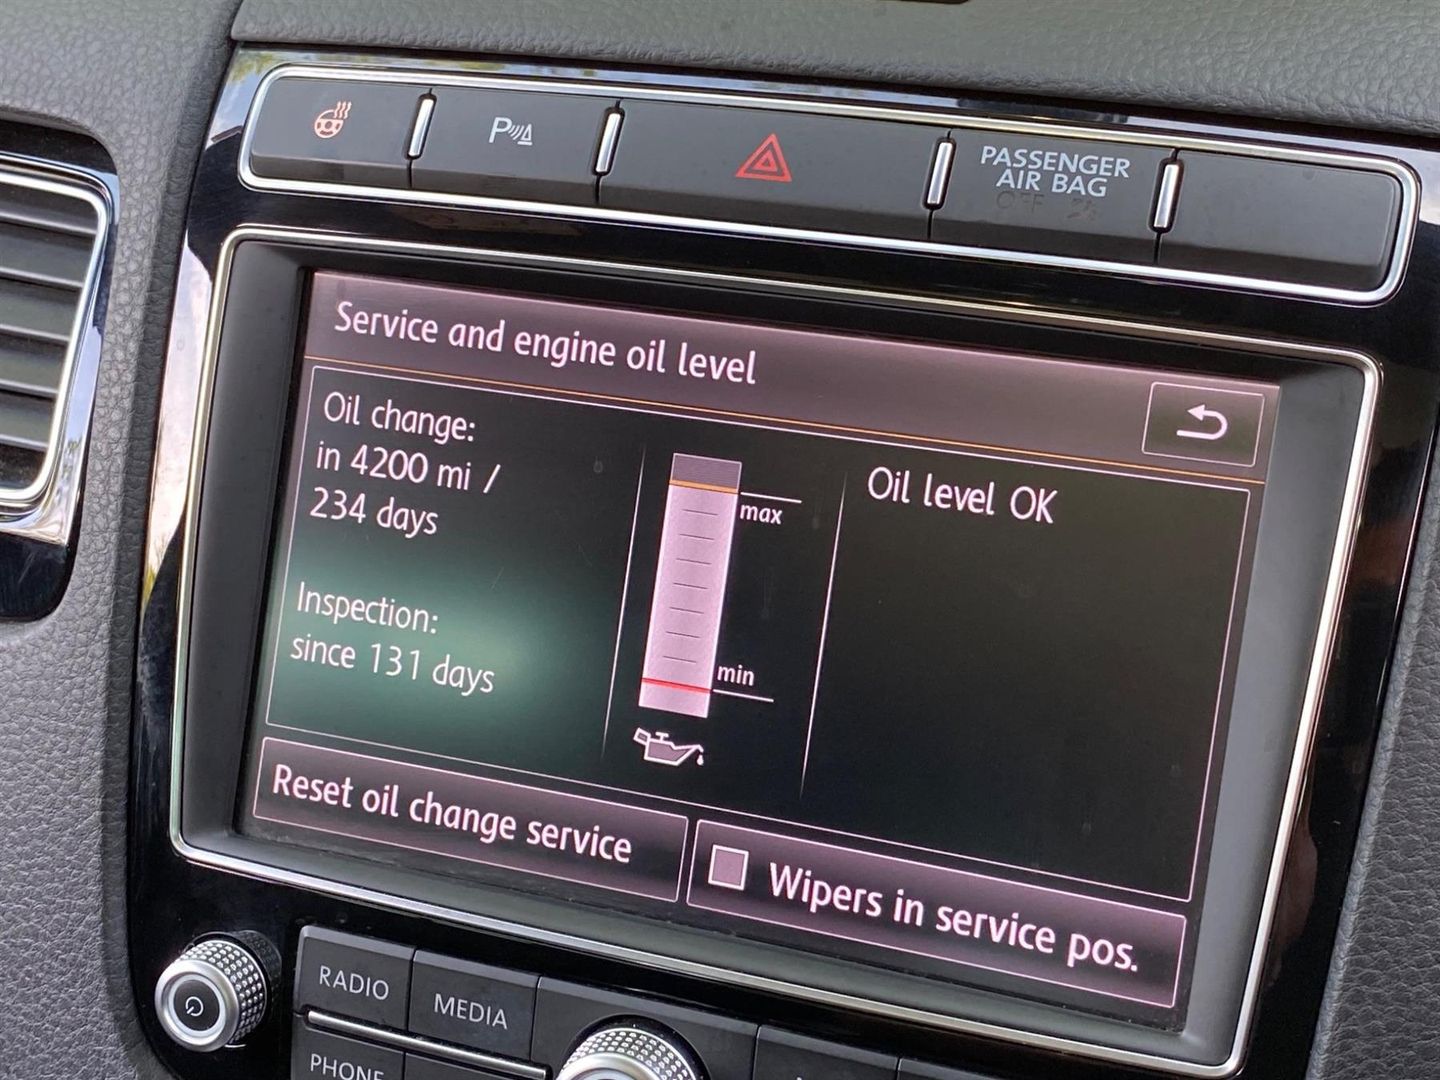 P
PASSENGER
AIR BAG
OFF
Service and engine oil level
Oil change:
in 4200 mi /
234 days
Inspection:
since 131 days
max
min
Oil level OK
Reset oil change service
Wipers in service pos.
RADIO
MEDIA
PHONE